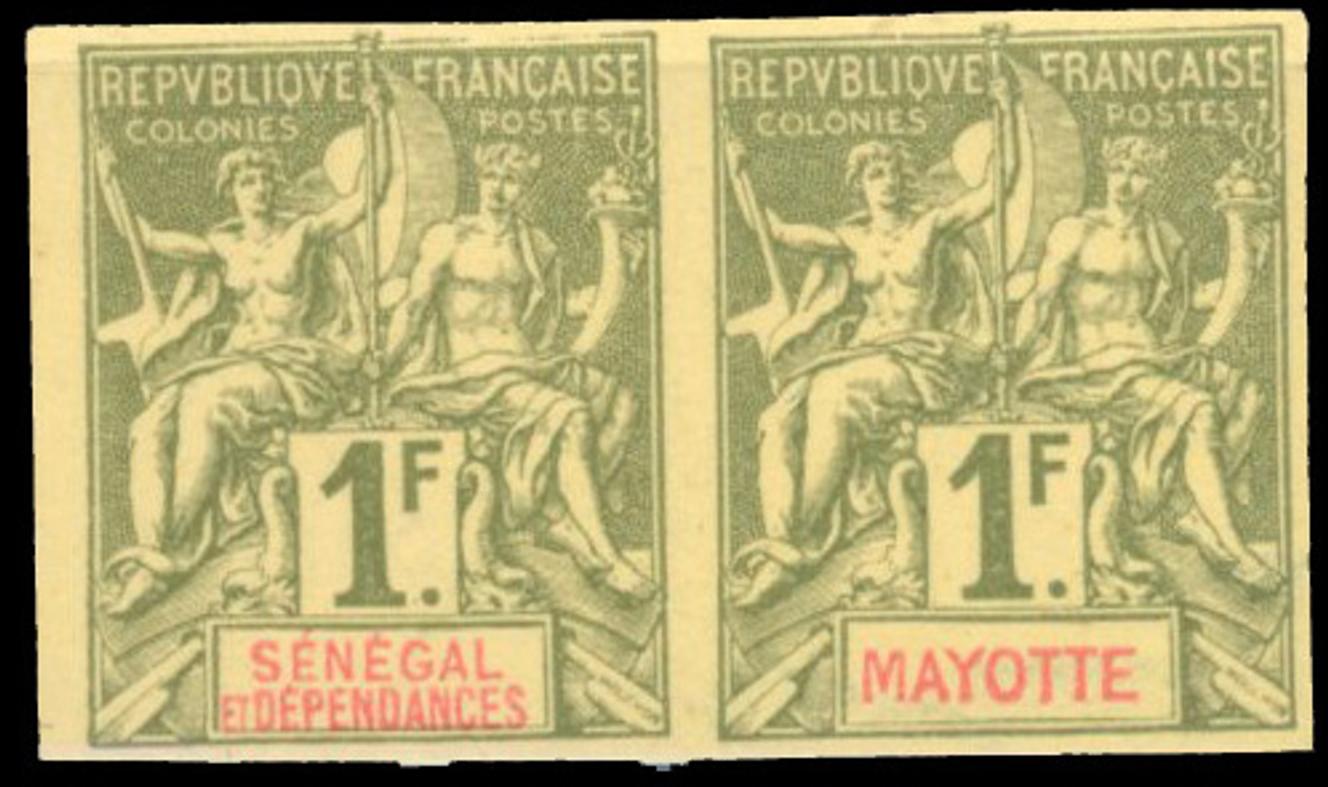 REPVBLIQVE FRANÇAISE
COLONIES POSTES
1F.
SÉNÉGAL
ET DÉPENDANCES
REPVBLIQVE FRANÇAISE
COLONIES POSTES
1F.
MAYOTTE